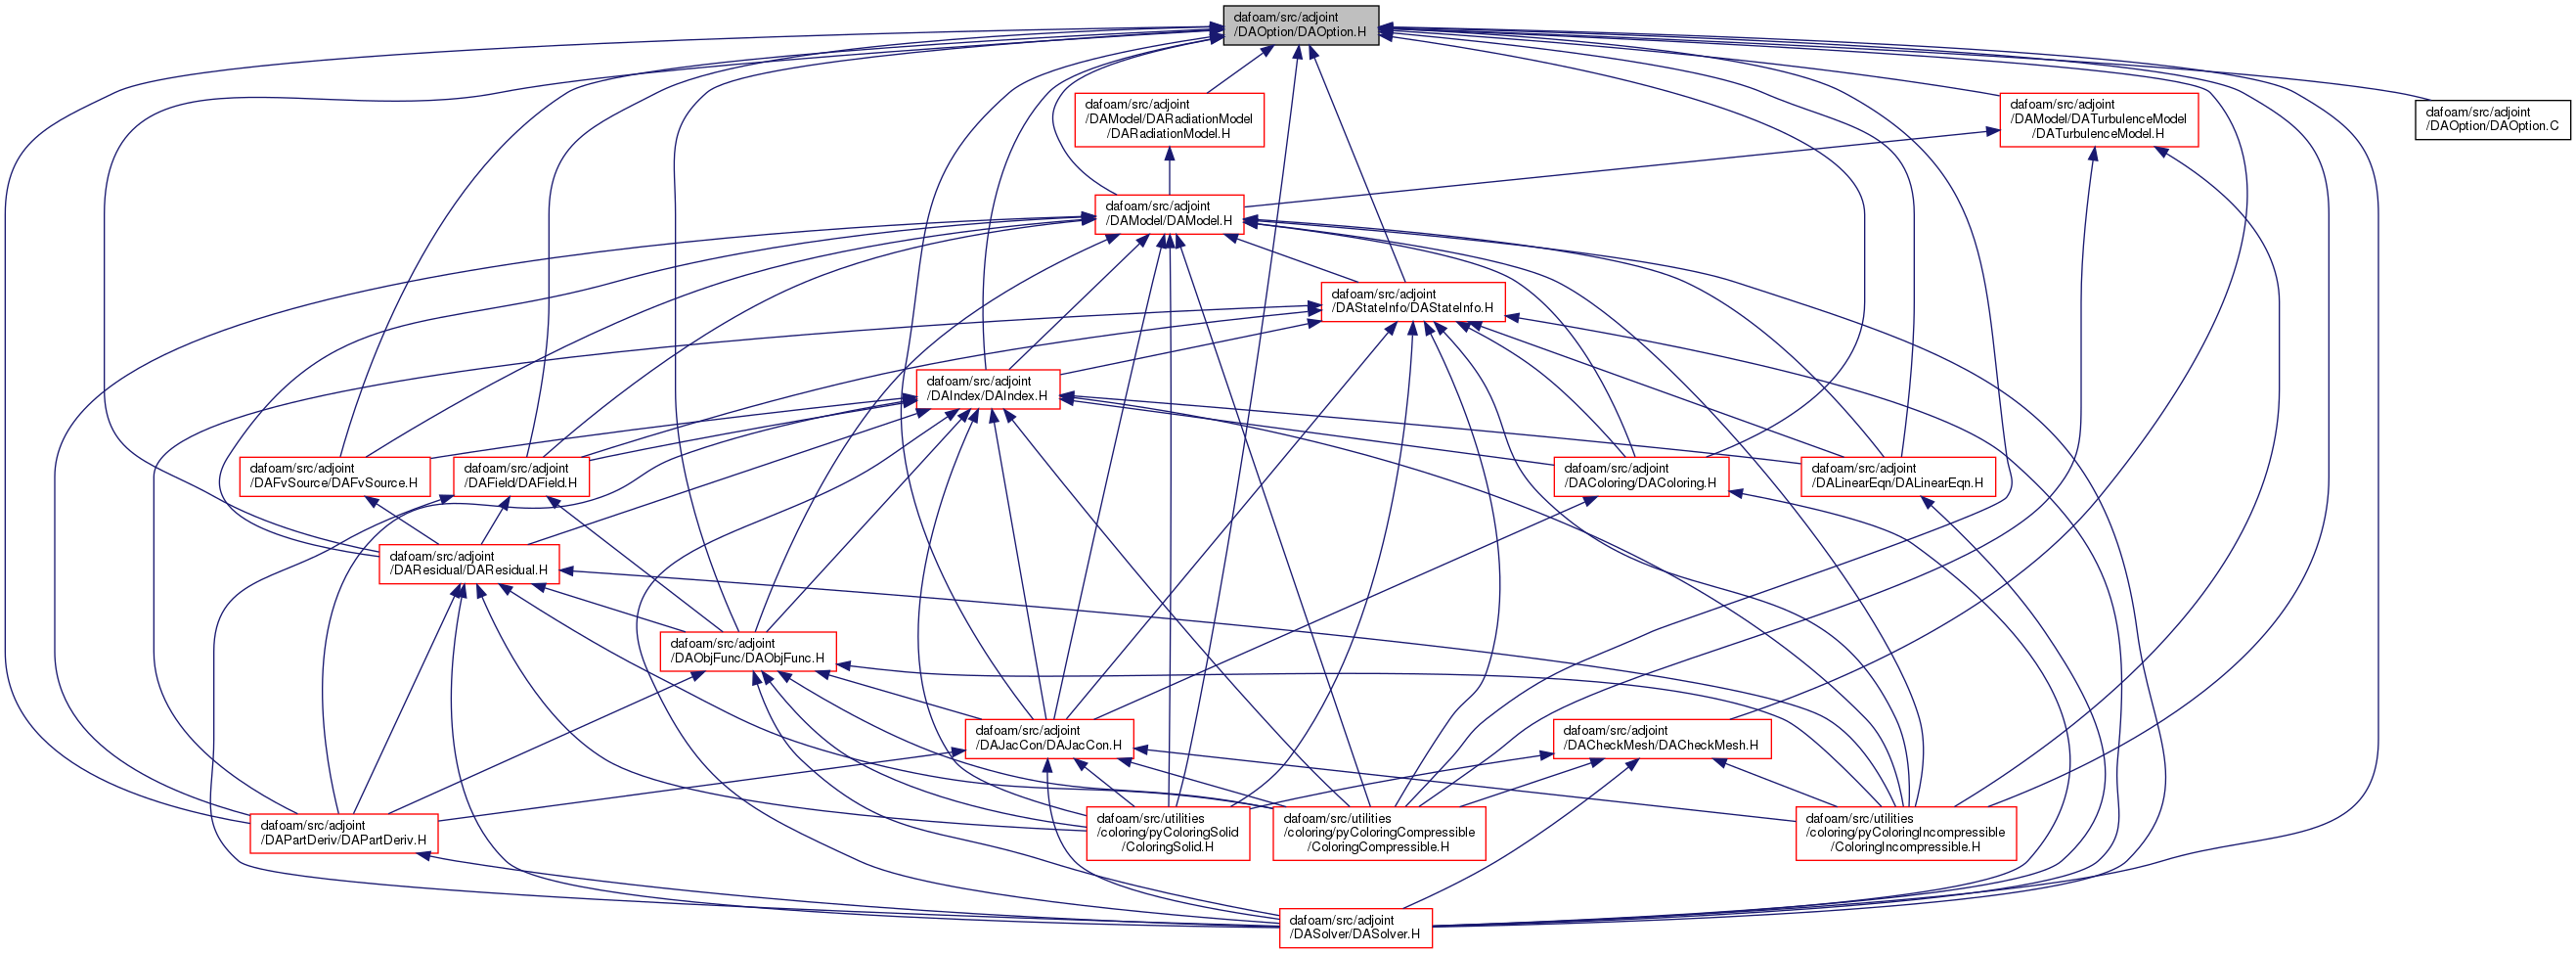 dafoam/src/adjoint
/DAOption/DAOption.H
dafoam/src/adjoint
/DAModel/DARadiationModel
/DARadiationModel.H
dafoam/src/adjoint
/DAModel/DATurbulenceModel
/DATurbulenceModel.H
dafoam/src/adjoint
/DAOption/DAOption.C
dafoam/src/adjoint
/DAModel/DAModel.H
dafoam/src/adjoint
/DAStateInfo/DAStateInfo.H
dafoam/src/adjoint
/DAIndex/DAIndex.H
dafoam/src/adjoint
/DAFvSource/DAFvSource.H
dafoam/src/adjoint
/DAField/DAField.H
dafoam/src/adjoint
/DAColoring/DAColoring.H
dafoam/src/adjoint
/DALinearEqn/DALinearEqn.H
dafoam/src/adjoint
/DAResidual/DAResidual.H
dafoam/src/adjoint
/DAObjFunc/DAObjFunc.H
dafoam/src/adjoint
/DAJacCon/DAJacCon.H
dafoam/src/adjoint
/DACheckMesh/DACheckMesh.H
dafoam/src/adjoint
/DAPartDeriv/DAPartDeriv.H
dafoam/src/utilities
/coloring/pyColoringSolid
/ColoringSolid.H
dafoam/src/utilities
/coloring/pyColoringCompressible
/ColoringCompressible.H
dafoam/src/utilities
/coloring/pyColoringIncompressible
/ColoringIncompressible.H
dafoam/src/adjoint
/DASolver/DASolver.H